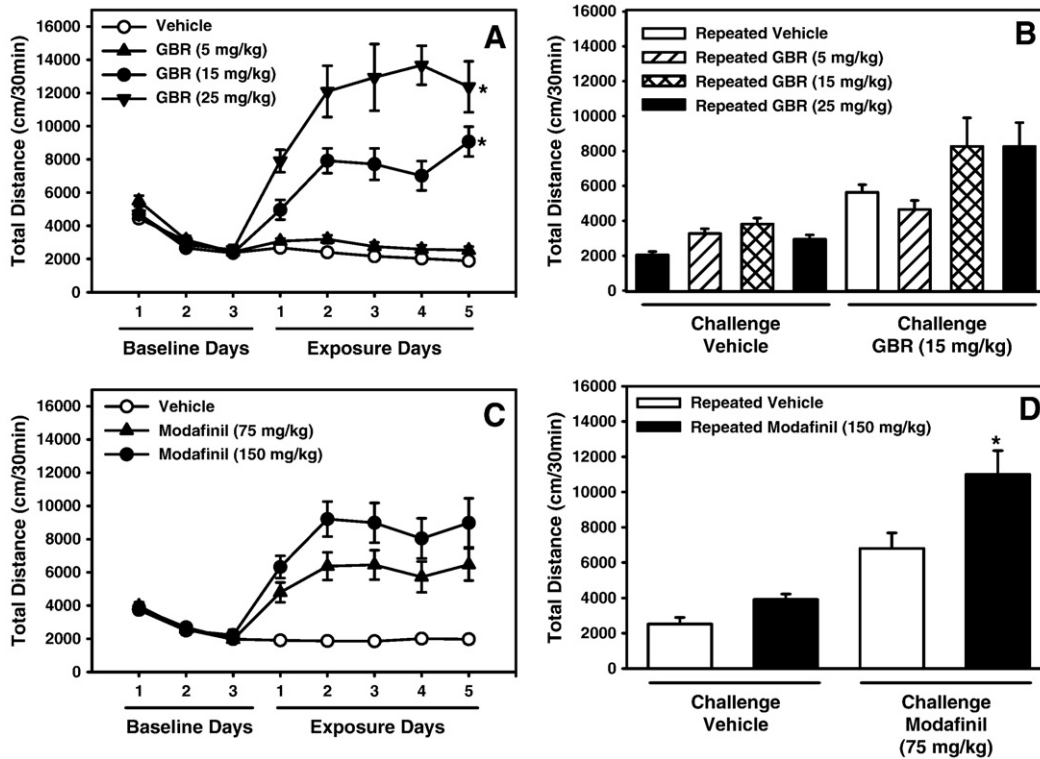 A
Vehicle
GBR (5 mg/kg)
GBR (15 mg/kg)
GBR (25 mg/kg)
Total Distance (cm/30min)
16000
14000
12000
10000
8000
6000
4000
2000
0
*
*
1 2 3 1 2 3 4 5
Baseline Days Exposure Days
B
Repeated Vehicle
Repeated GBR (5 mg/kg)
Repeated GBR (15 mg/kg)
Repeated GBR (25 mg/kg)
Total Distance (cm/30min)
16000
14000
12000
10000
8000
6000
4000
2000
0
Challenge Challenge
Vehicle GBR (15 mg/kg)
C
Vehicle
Modafinil (75 mg/kg)
Modafinil (150 mg/kg)
Total Distance (cm/30min)
16000
14000
12000
10000
8000
6000
4000
2000
0
1 2 3 1 2 3 4 5
Baseline Days Exposure Days
D
Repeated Vehicle
Repeated Modafinil (150 mg/kg)
*
Total Distance (cm/30min)
16000
14000
12000
10000
8000
6000
4000
2000
0
Challenge Challenge
Vehicle Modafinil
(75 mg/kg)